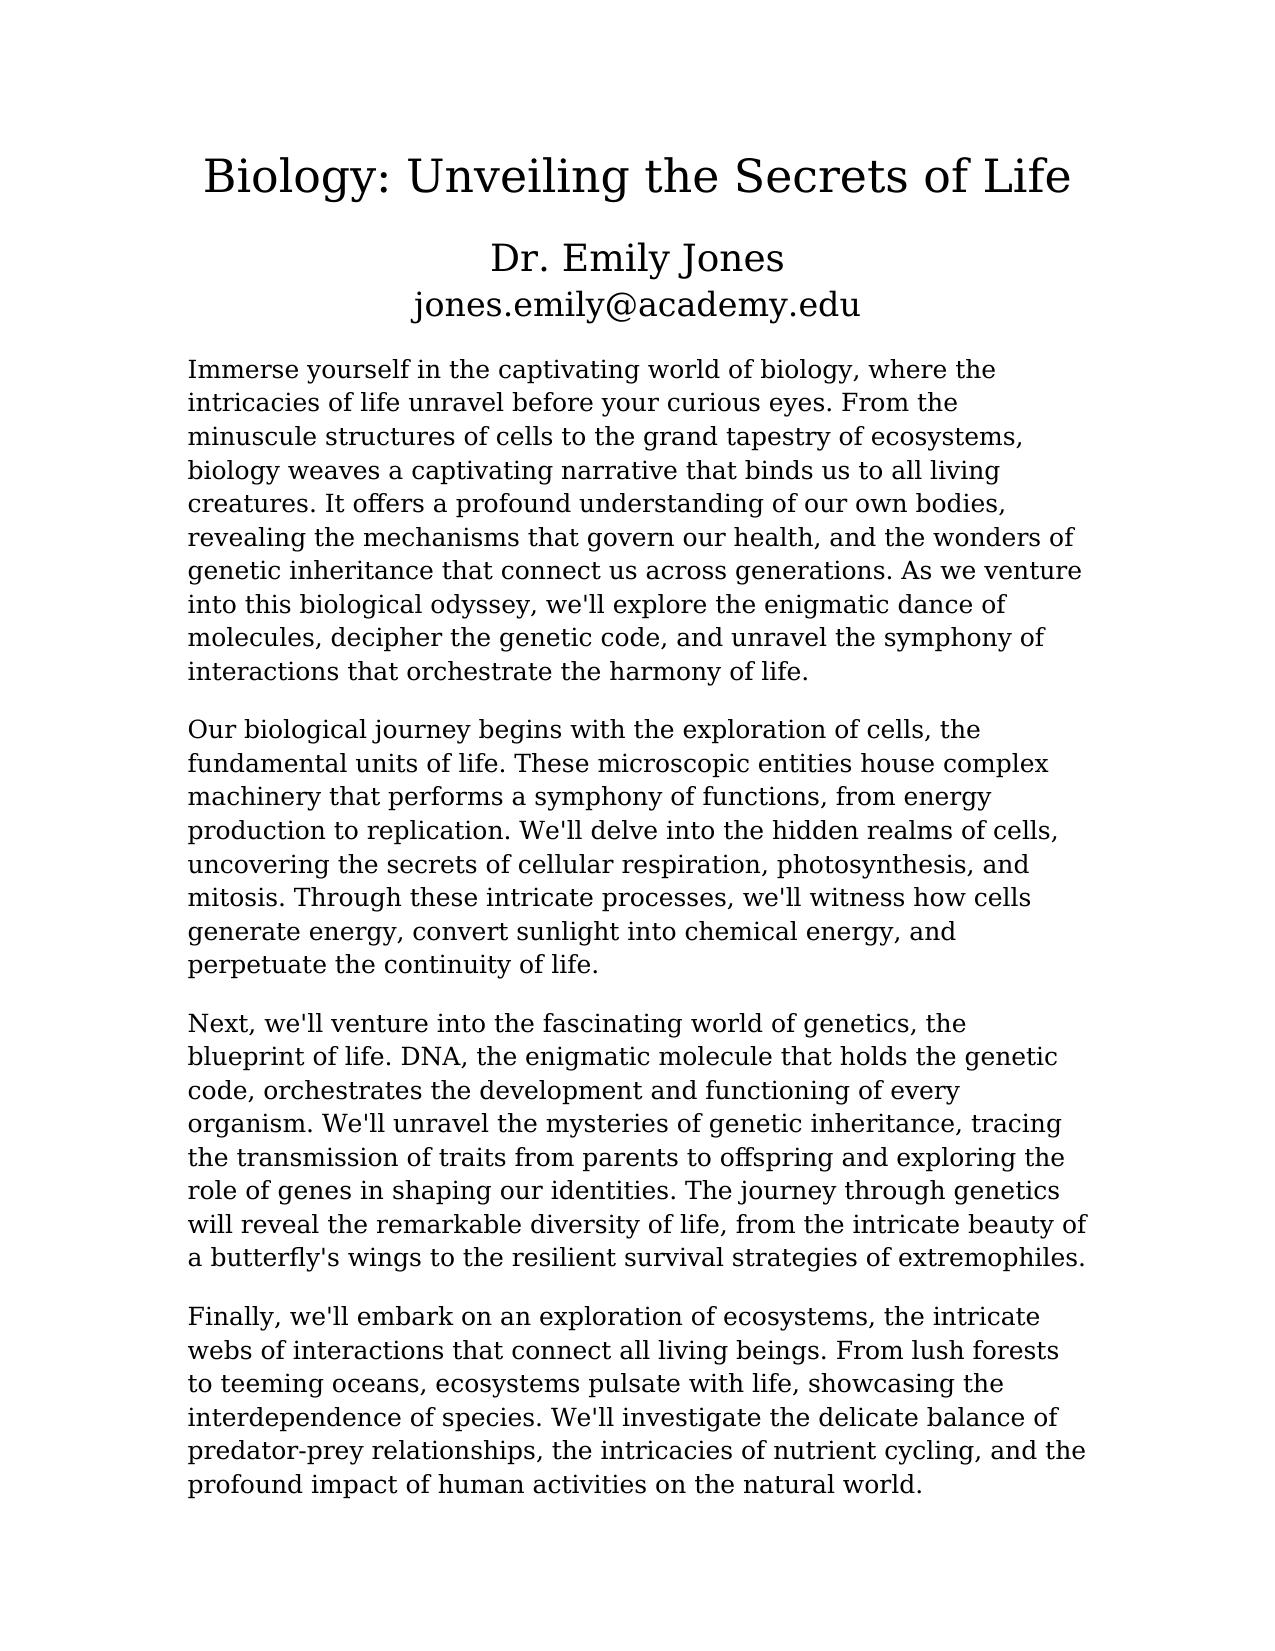 Biology: Unveiling the Secrets of Life
Dr. Emily Jones
jones.emily@academy.edu
Immerse yourself in the captivating world of biology, where the
intricacies of life unravel before your curious eyes. From the
minuscule structures of cells to the grand tapestry of ecosystems,
biology weaves a captivating narrative that binds us to all living
creatures. It offers a profound understanding of our own bodies,
revealing the mechanisms that govern our health, and the wonders of
genetic inheritance that connect us across generations. As we venture
into this biological odyssey, we'll explore the enigmatic dance of
molecules, decipher the genetic code, and unravel the symphony of
interactions that orchestrate the harmony of life.
Our biological journey begins with the exploration of cells, the
fundamental units of life. These microscopic entities house complex
machinery that performs a symphony of functions, from energy
production to replication. We'll delve into the hidden realms of cells,
uncovering the secrets of cellular respiration, photosynthesis, and
mitosis. Through these intricate processes, we'll witness how cells
generate energy, convert sunlight into chemical energy, and
perpetuate the continuity of life.
Next, we'll venture into the fascinating world of genetics, the
blueprint of life. DNA, the enigmatic molecule that holds the genetic
code, orchestrates the development and functioning of every
organism. We'll unravel the mysteries of genetic inheritance, tracing
the transmission of traits from parents to offspring and exploring the
role of genes in shaping our identities. The journey through genetics
will reveal the remarkable diversity of life, from the intricate beauty of
a butterfly's wings to the resilient survival strategies of extremophiles.
Finally, we'll embark on an exploration of ecosystems, the intricate
webs of interactions that connect all living beings. From lush forests
to teeming oceans, ecosystems pulsate with life, showcasing the
interdependence of species. We'll investigate the delicate balance of
predator-prey relationships, the intricacies of nutrient cycling, and the
profound impact of human activities on the natural world.